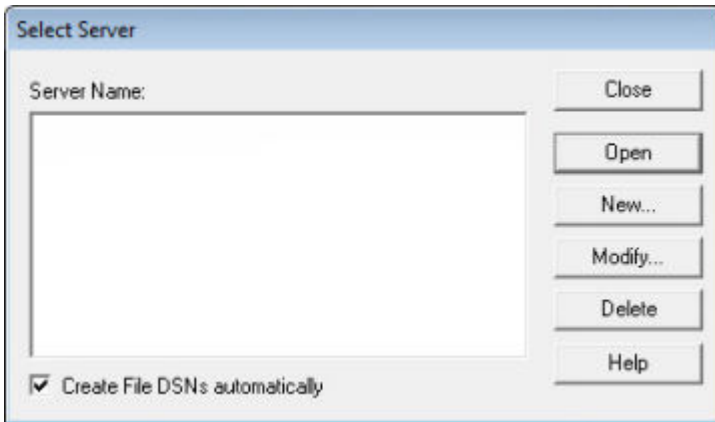 Select Server
Server Name:
Close
Open
New...
Modify...
Delete
Help
Create File DSNs automatically